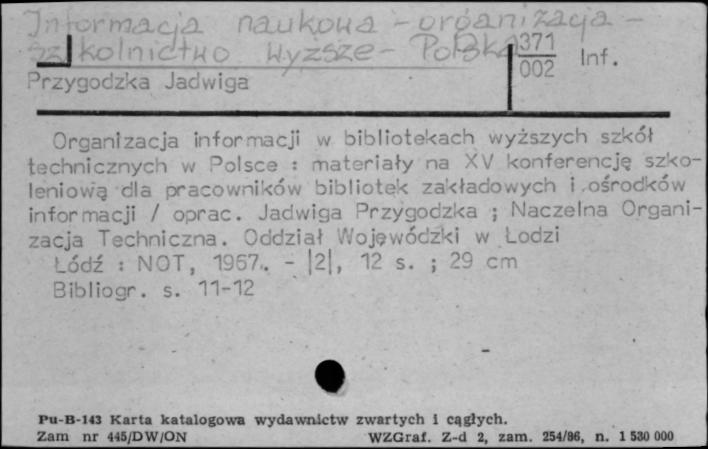 Informacja naukowa - organizacja -
szkolnictwo wyższe - Polska
371
002
Inf.
Przygodzka Jadwiga
Organizacja informacji w bibliotekach wyższych szkół
technicznych w Polsce : materiały na XV konferencję szko-
leniową dla pracowników bibliotek zakładowych i ośrodków
informacji / oprac. Jadwiga Przygodzka ; Naczelna Organi-
zacja Techniczna. Oddział Wojewódzki w Łodzi
Łódź : NOT, 1967. - |2|, 12 s. ; 29 cm
Bibliogr. s. 11-12
Pu-B-143 Karta katalogowa wydawnictw zwartych i cągłych.
Zam nr 445/DW/ON WZGraf. Z-d 2, zam. 254/86, n. 1 530 000